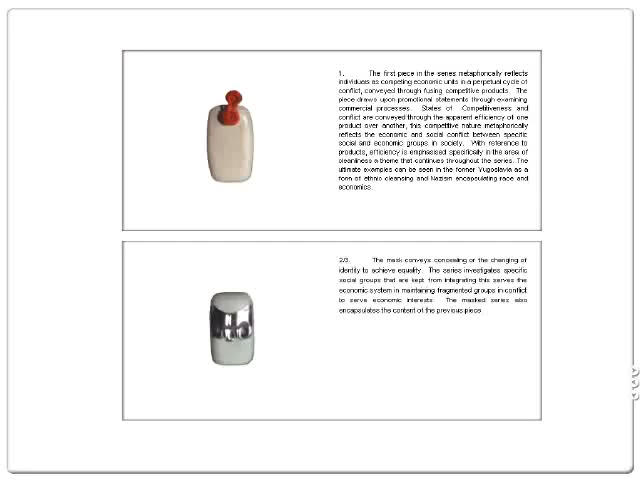 1. The first piece in the series metaphorically reflects
individuals as competing economic units in a perpetual cycle of
conflict, conveyed through fusing competitive products. The
piece draws upon promotional statements through examining
commercial processes. States of Competitiveness and
conflict are conveyed through the apparent efficiency of one
product over another, this competitive nature metaphorically
reflects the economic and social conflict between specific
social and economic groups in society. With reference to
products, efficiency is emphasised specifically in the area of
cleanliness a theme that continues throughout the series. The
ultimate examples can be seen in the former Yugoslavia as a
form of ethnic cleansing and Nazism encapsulating race and
economics.
2/3. The mask conveys concealing or the changing of
identity to achieve equality. The series investigates specific
social groups that are kept from integrating this serves the
economic system in maintaining fragmented groups in conflict
to serve economic interests. The masked series also
encapsulates the content of the previous piece